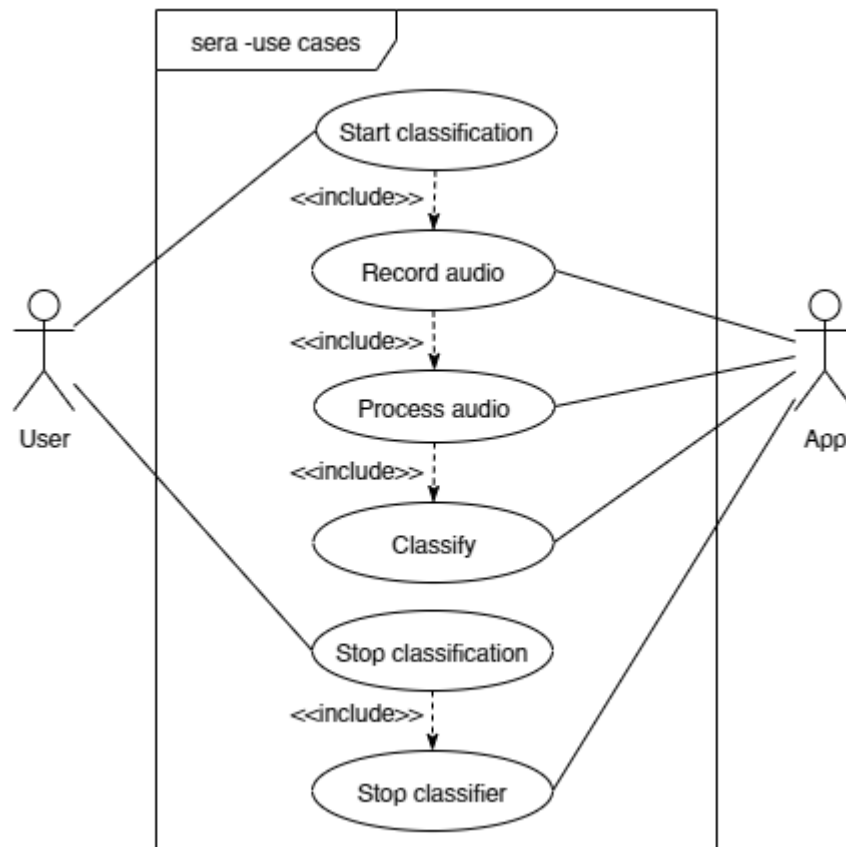 sera -use cases
Start classification
<<include>>
Record audio
<<include>>
Process audio
User
App
<<include>>
Classify
Stop classification
<<include>>
Stop classifier